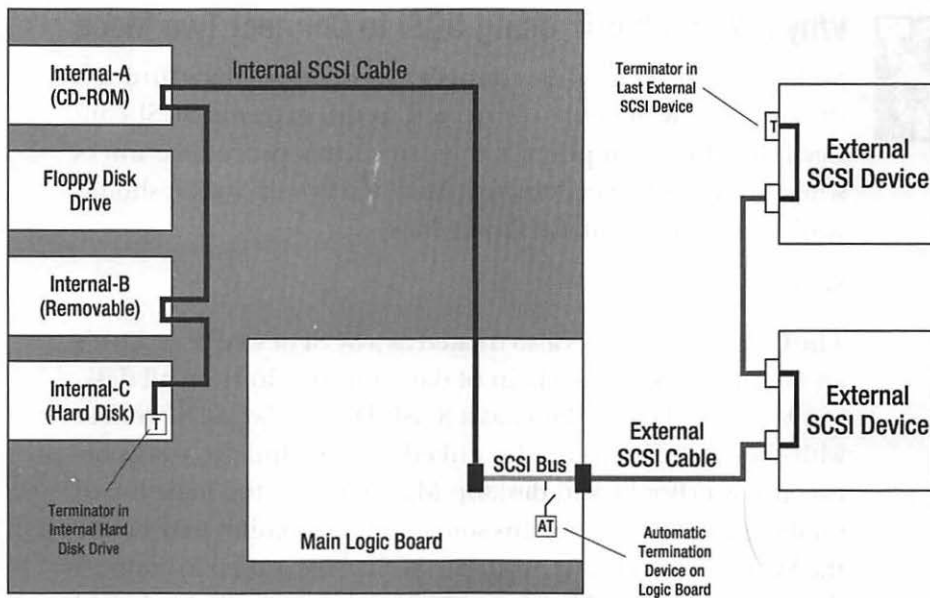 Internal-A
(CD-ROM)
Internal SCSI Cable
Floppy Disk
Drive
Internal-B
(Removable)
Internal-C
(Hard Disk)
T
Terminator in
Internal Hard
Disk Drive
SCSI Bus
AT
Main Logic Board
Automatic
Termination
Device on
Logic Board
External
SCSI Cable
Terminator in
Last External
SCSI Device
T
External
SCSI Device
External
SCSI Device